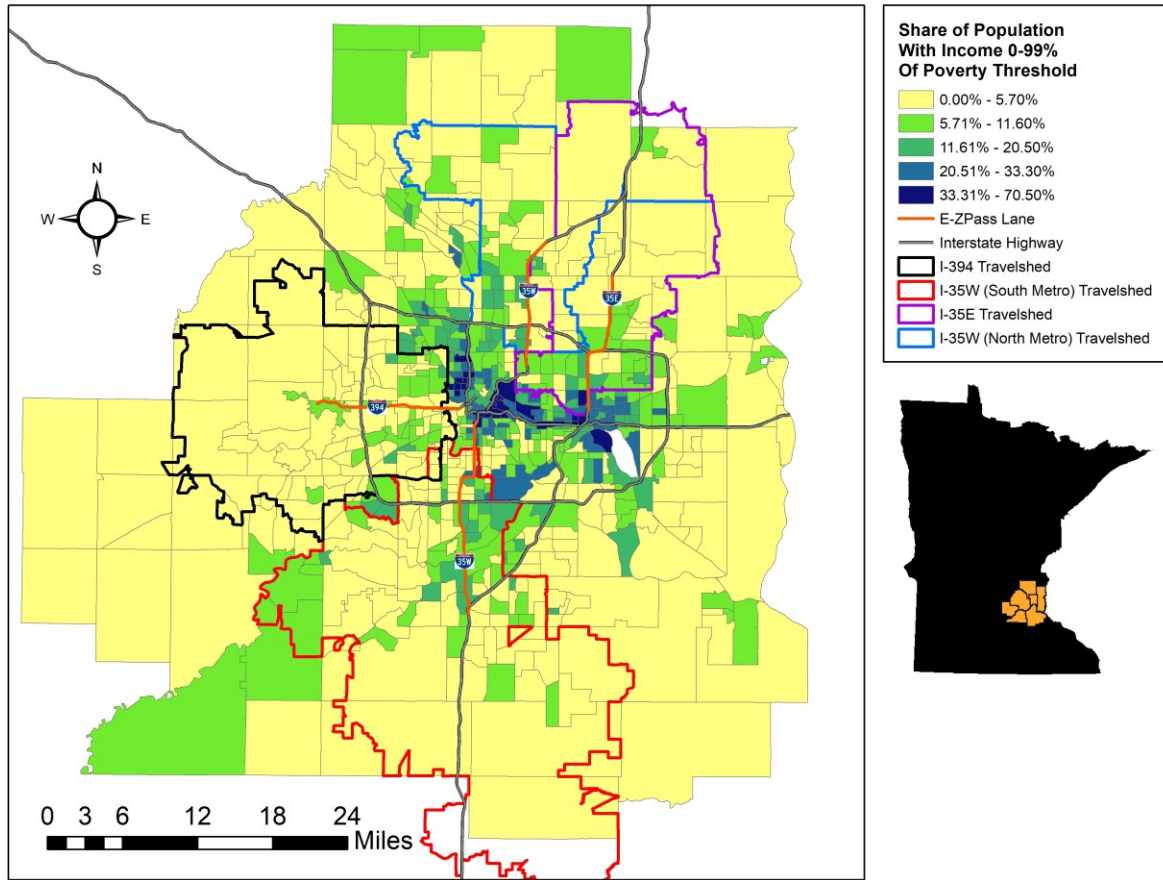 Share of Population
With Income 0-99%
Of Poverty Threshold
0.00% - 5.70%
5.71% - 11.60%
11.61% - 20.50%
20.51% - 33.30%
33.31% - 70.50%
E-ZPass Lane
Interstate Highway
I-394 Travelshed
I-35W (South Metro) Travelshed
I-35E Travelshed
I-35W (North Metro) Travelshed
N
W E
S
35W
35E
394
35W
0 3 6 12 18 24
Miles